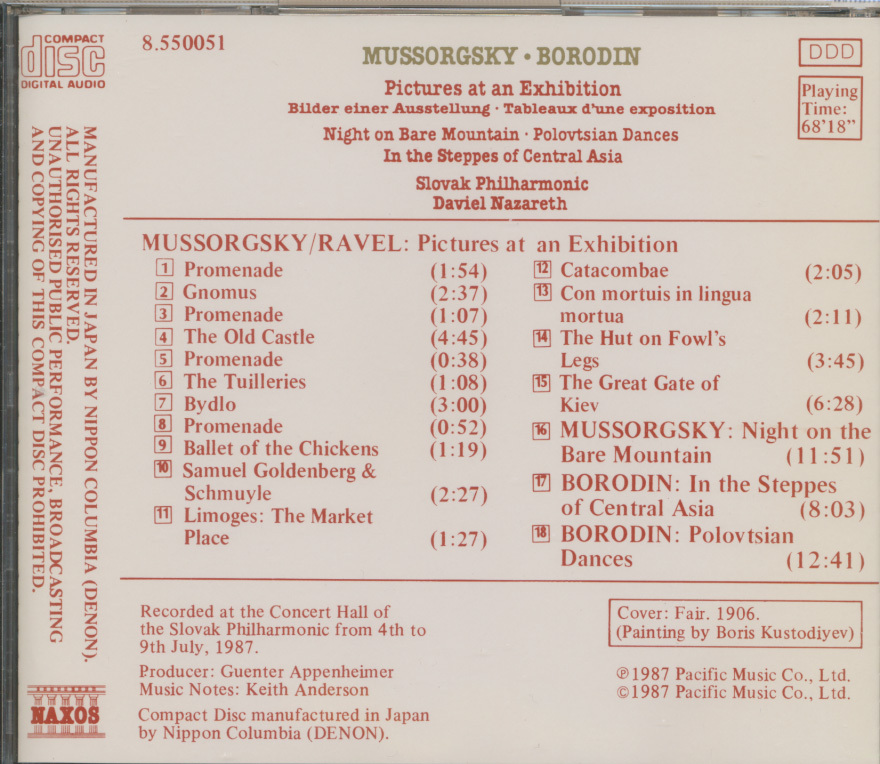 COMPACT
disc
DIGITAL AUDIO
8.550051
MUSSORGSKY · BORODIN
Pictures at an Exhibition
Bilder einer Ausstellung · Tableaux d'une exposition
Night on Bare Mountain · Polovtsian Dances
In the Steppes of Central Asia
Slovak Philharmonic
Daviel Nazareth
DDD
Playing
Time:
68'18"
MANUFACTURED IN JAPAN BY NIPPON COLUMBIA (DENON).
ALL RIGHTS RESERVED.
UNAUTHORISED PUBLIC PERFORMANCE, BROADCASTING
AND COPYING OF THIS COMPACT DISC PROHIBITED.
NAXOS
MUSSORGSKY/RAVEL: Pictures at an Exhibition
1 Promenade (1:54)
2 Gnomus (2:37)
3 Promenade (1:07)
4 The Old Castle (4:45)
5 Promenade (0:38)
6 The Tuilleries (1:08)
7 Bydlo (3:00)
8 Promenade (0:52)
9 Ballet of the Chickens (1:19)
10 Samuel Goldenberg &
Schmuyle (2:27)
11 Limoges: The Market
Place (1:27)
12 Catacombae (2:05)
13 Con mortuis in lingua
mortua (2:11)
14 The Hut on Fowl's
Legs (3:45)
15 The Great Gate of
Kiev (6:28)
16 MUSSORGSKY: Night on the
Bare Mountain (11:51)
17 BORODIN: In the Steppes
of Central Asia (8:03)
18 BORODIN: Polovtsian
Dances (12:41)
Recorded at the Concert Hall of
the Slovak Philharmonic from 4th to
9th July, 1987.
Producer: Guenter Appenheimer
Music Notes: Keith Anderson
Compact Disc manufactured in Japan
by Nippon Columbia (DENON).
Cover: Fair. 1906.
(Painting by Boris Kustodiyev)
℗1987 Pacific Music Co., Ltd.
©1987 Pacific Music Co., Ltd.